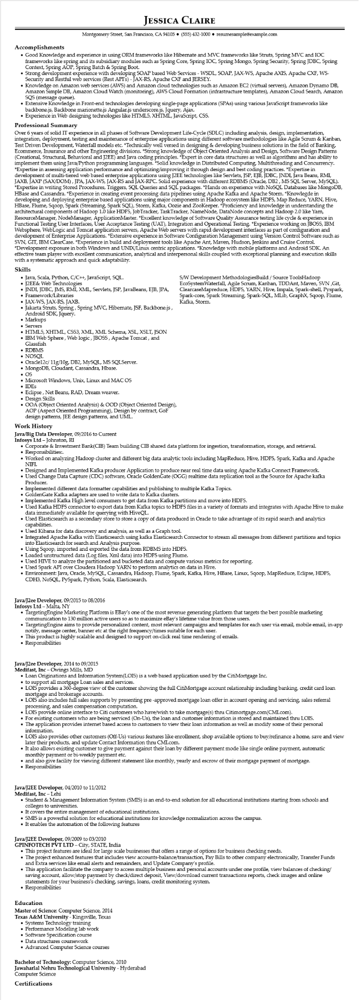 Jessica Claire
Montgomery Street, San Francisco, CA 94105 ● (555) 432-1000 ● resumesample@example.com
Accomplishments
• Good Knowledge and experience in using ORM frameworks like Hibernate and MVC frameworks like Struts, Spring MVC and IOC
frameworks like spring and its subsidiary modules such as Spring Core, Spring IOC, Spring Mongo, Spring Security, Spring JDBC, Spring
Context, Spring AOP, Spring Batch & Spring Boot.
• Strong development experience with developing SOAP based Web Services - WSDL, SOAP, JAX-WS, Apache AXIS, Apache CXF, WS-
Security and Restful web services (Rest API's) - JAX-RS, Apache CXF and JERSEY.
• Knowledge on Amazon web services (AWS) and Amazon cloud technologies such as Amazon EC2 (virtual servers), Amazon Dynamo DB,
Amazon Simple DB, Amazon Cloud Watch (monitoring), AWS Cloud Formation (infrastructure templates), Amazon Cloud Search, Amazon
SQS (message queue).
• Extensive Knowledge in Front-end technologies developing single-page applications (SPAs) using various JavaScript frameworks like
backbone.js, Backbone marionette.js Angular.js underscore.js, Jquery, Ajax.
• Experience in Web designing technologies like HTML5, XHTML, JavaScript, CSS.
Professional Summary
Over 6 years of solid IT experience in all phases of Software Development Life-Cycle (SDLC) including analysis, design, implementation,
integration, deployment, testing and maintenance of enterprise applications using different software methodologies like Agile Scrum & Kanban,
Test Driven Development, Waterfall models etc. *Technically well versed in designing & developing business solutions in the field of Banking,
Ecommerce, Insurance and other Engineering divisions. *Strong knowledge of Object Oriented Analysis and Design, Software Design Patterns
(Creational, Structural, Behavioral and J2EE) and Java coding principles. *Expert in core data structures as well as algorithms and has ability to
implement them using Java/Python programming languages. *Solid knowledge in Distributed Computing, Multithreading and Concurrency.
*Expertise in assessing application performance and optimizing/improving it through design and best coding practices. *Expertise in
development of multi-tiered web based enterprise applications using J2EE technologies like Servlets, JSP, EJB, JDBC, JNDI, Java Beans, RMI,
JAXB, JAXP (SAX/DOM) , JPA, JAX-WS, JAX-RS and JAX-RPC. Solid experience with different RDBMS (Oracle, DB2 , MS SQL Server, MySQL).
*Expertise in writing Stored Procedures, Triggers, SQL Queries and SQL packages. *Hands on experience with NoSQL Databases like MongoDB,
HBase and Cassandra. *Experience in creating event processing data pipelines using Apache Kafka and Apache Storm. *Knowlegde in
developing and deploying enterprise based applications using major components in Hadoop ecosystem like HDFS, Map Reduce, YARN, Hive,
HBase, Flume, Sqoop, Spark (Streaming, Spark SQL), Storm, Kafka, Oozie and ZooKeeper. *Proficiency and knowledge in understanding the
architectural components of Hadoop 1.0 like HDFS, JobTracker, TaskTracker, NameNode, DataNode concepts and Hadoop 2.0 like Yarn,
ResourceManager, NodeManager, ApplicationMaster. *Excellent knowledge of Software Quality Assurance testing life cycle & experience in
Functional Testing User Interfaces, User Acceptance Testing (UAT), Integration and Operational Testing. *Experience working on JBOSS, IBM
Websphere, WebLogic and Tomcat application servers, Apache Web servers with rapid development interfaces as part of configuration and
development of Enterprise Applications. *Extensive experience in Software Configuration Management using Version Control Software such as
SVN, GIT, IBM ClearCase. *Experience in build and deployment tools like Apache Ant, Maven, Hudson, Jenkins and Cruise Control.
*Development exposure in both Windows and UNIX/Linux centric applications. *Knowledge with mobile platforms and Android SDK. An
effective team player with excellent communication, analytical and interpersonal skills coupled with exceptional planning and execution skills
with a systematic approach and quick adaptability.
Skills
• Java, Scala, Python, C/C++, JavaScript, SQL.
• J2EE& Web Technologies
• JNDI, JDBC, JMS, RMI, XML, Servlets, JSP, JavaBeans, EJB, JPA,
• Framework/Libraries
• JAX-WS, JAX-RS, JAXB.
• Jakarta Struts, Spring , Spring MVC, Hibernate, JSF, Backbone.js ,
Android SDK, Jquery.
• Markups
• Servers
• HTML5, XHTML, CSS3, XML, XML Schema, XSL, XSLT, JSON
• IBM Web Sphere , Web logic , JBOSS , Apache Tomcat , and
Glassfish
• RDBMS
• NOSQL
• Oracle12c/ 11g/10g, DB2, MySQL, MS SQLServer.
• MongoDB, Cloudant, Cassandra, Hbase.
• OS
• Microsoft Windows, Unix, Linux and MAC OS
• IDEs
• Eclipse , Net Beans, RAD, Dream weaver.
• Design Skills
• OOA (Object Oriented Analysis) & OOD (Object Oriented Design),
AOP (Aspect Oriented Programming), Design by contract, GoF
design patterns, JEE design patterns, and UML.
S/W Development MethodologiesBuild / Source ToolsHadoop
EcoSystemWaterfall, Agile Scrum, Kanban, TDDAnt, Maven, SVN ,Git,
ClearcaseMapreduce, HDFS, YARN, Hive, Impala, Spark-shell, Pyspark,
Spark-core, Spark Streaming, Spark-SQL, MLib, GraphX, Sqoop, Flume,
Kafka, Storm.
Work History
Java/Big Data Developer, 09/2016 to Current
Infosys Ltd – Johnston, RI
• Corporate & Investment Bank(CIB) Team building CIB shared data platform for ingestion, transformation, storage, and retrieval.
• Responsibilities:.
• Worked on analyzing Hadoop cluster and different big data analytic tools including MapReduce, Hive, HDFS, Spark, Kafka and Apache
NIFI.
• Designed and Implemented Kafka producer Application to produce near real time data using Apache Kafka Connect Framework.
• Used Change Data Capture (CDC) software, Oracle GoldenGate (OGG) realtime data replication tool as the Source for Apache kafka
Producer.
• Implemented different data formatter capabilities and publishing to multiple Kafka Topics.
• GoldenGate Kafka adapters are used to write data to Kafka clusters.
• Implemented Kafka High level consumers to get data from Kafka partitions and move into HDFS.
• Used Kafka HDFS connector to export data from Kafka topics to HDFS files in a variety of formats and integrates with Apache Hive to make
data immediately available for querying with HiveQL.
• Used Elasticsearch as a secondary store to store a copy of data produced in Oracle to take advantage of its rapid search and analytics
capabilities.
• Used Kibana for data discovery and analysis, as well as a Graph tool.
• Integrated Apache Kafka with Elasticsearch using kafka Elasticsearch Connector to stream all messages from different partitions and topics
into Elasticsearch for search and Analysis purpose.
• Using Sqoop, imported and exported the data from RDBMS into HDFS.
• Loaded unstructured data (Log files, Xml data) into HDFS using Flume.
• Used HIVE to analyze the partitioned and bucketed data and compute various metrics for reporting.
• Used Spark API over Cloudera Hadoop YARN to perform analytics on data in Hive.
• Environment: Java, Oracle, MySQL, Cassandra, Hadoop, Flume, Spark, Kafka, Hive, HBase, Linux, Sqoop, MapReduce, Eclipse, HDFS,
CDH3, NoSQL, PySpark, Python, Scala, Elasticsearch.
Java/J2ee Developer, 09/2015 to 08/2016
Infosys Ltd – Malta, NY
• TargetingEngine Marketing Platform is EBay's one of the most revenue generating platform that targets the best possible marketing
communication to 130 million active users so as to maximize eBay's lifetime value from those users.
• TargetingEngine aims to provide personalized content, most relevant campaigns and templates for each user via email, mobile email, in-app
notify, message center, banner etc at the right frequency/times suitable for each user.
• This product is highly scalable and designed to support on-click real time rendering of emails.
• Responsibilities
Java/J2ee Developer, 2014 to 09/2015
Medifast, Inc – Owings Mills, MD
• Loan Originations and Information System(LOIS) is a web based application used by the CitiMortgage Inc.
• to support all mortgage Loan sales and services.
• LOIS provides a 360-degree view of the customer showing the full CitiMortgage account relationship including banking, credit card loan
mortgage and brokerage accounts.
• LOIS also includes full sales supports by presenting pre -approved mortgage loan offer in account opening and servicing, sales referral
processing, and sales compensation computation.
• LOIS provide online interface to Citi customers who have/wish to take mortgage(s) thru Citimortgage.com(CMI.com).
• For existing customers who are being serviced (On-Us), the loan and customer information is stored and maintained thru LOIS.
• The application provides internet based access to customers to view their loan information as well as modify some of their personal
information.
• LOIS also provides other customers (Off-Us) various features like enrollment, shop available options to buy/refinance a home, save and view
later their products, and update Contact Information thru CMI.com.
• It also allows existing customer to give payment against their loan by different payment mode like single online payment, automatic
monthly payment or bi-weekly payment etc.
• and also give facility for viewing different statement like monthly, yearly and escrow of their mortgage payment of mortgage.
• Responsibilities
Java/J2EE Developer, 04/2010 to 11/2012
Medifast, Inc – Lehi
• Student & Management Information System (SMIS) is an end-to-end solution for all educational institutions starting from schools and
colleges to universities.
• It covers the entire management of educational institutions.
• SMIS is a powerful solution for educational institutions for knowledge normalization across the campus.
• It enables the automation of the following features
Java/J2EE Developer, 09/2009 to 03/2010
GPINFOTECH PVT LTD – City, STATE, India
• This project features are ideal for large scale businesses that offers a range of options for business checking needs.
• The project enhanced features that includes view accounts-balance/transaction, Pay Bills to other company electronically, Transfer Funds
and Extra services like email alerts and remainders, and Update Company's profile.
• This application facilitate the company to access multiple business and personal accounts under one profile, view balances of checking/
saving account, allow/stop payment by check/direct deposit, View/download current transactions reports, check images and online
statements for your business's checking, savings, loans, credit monitoring system.
• Responsibilities
Education
Master of Science: Computer Science, 2014
Texas A&M University - Kingsville, Texas
• Systems Technology training
• Performance Modeling lab work
• Software Specification course
• Data structures coursework
• Advanced Computer Science courses
Bachelor of Technology: Computer Science, 2010
Jawaharlal Nehru Technological University - Hyderabad
Computer Science
Certifications